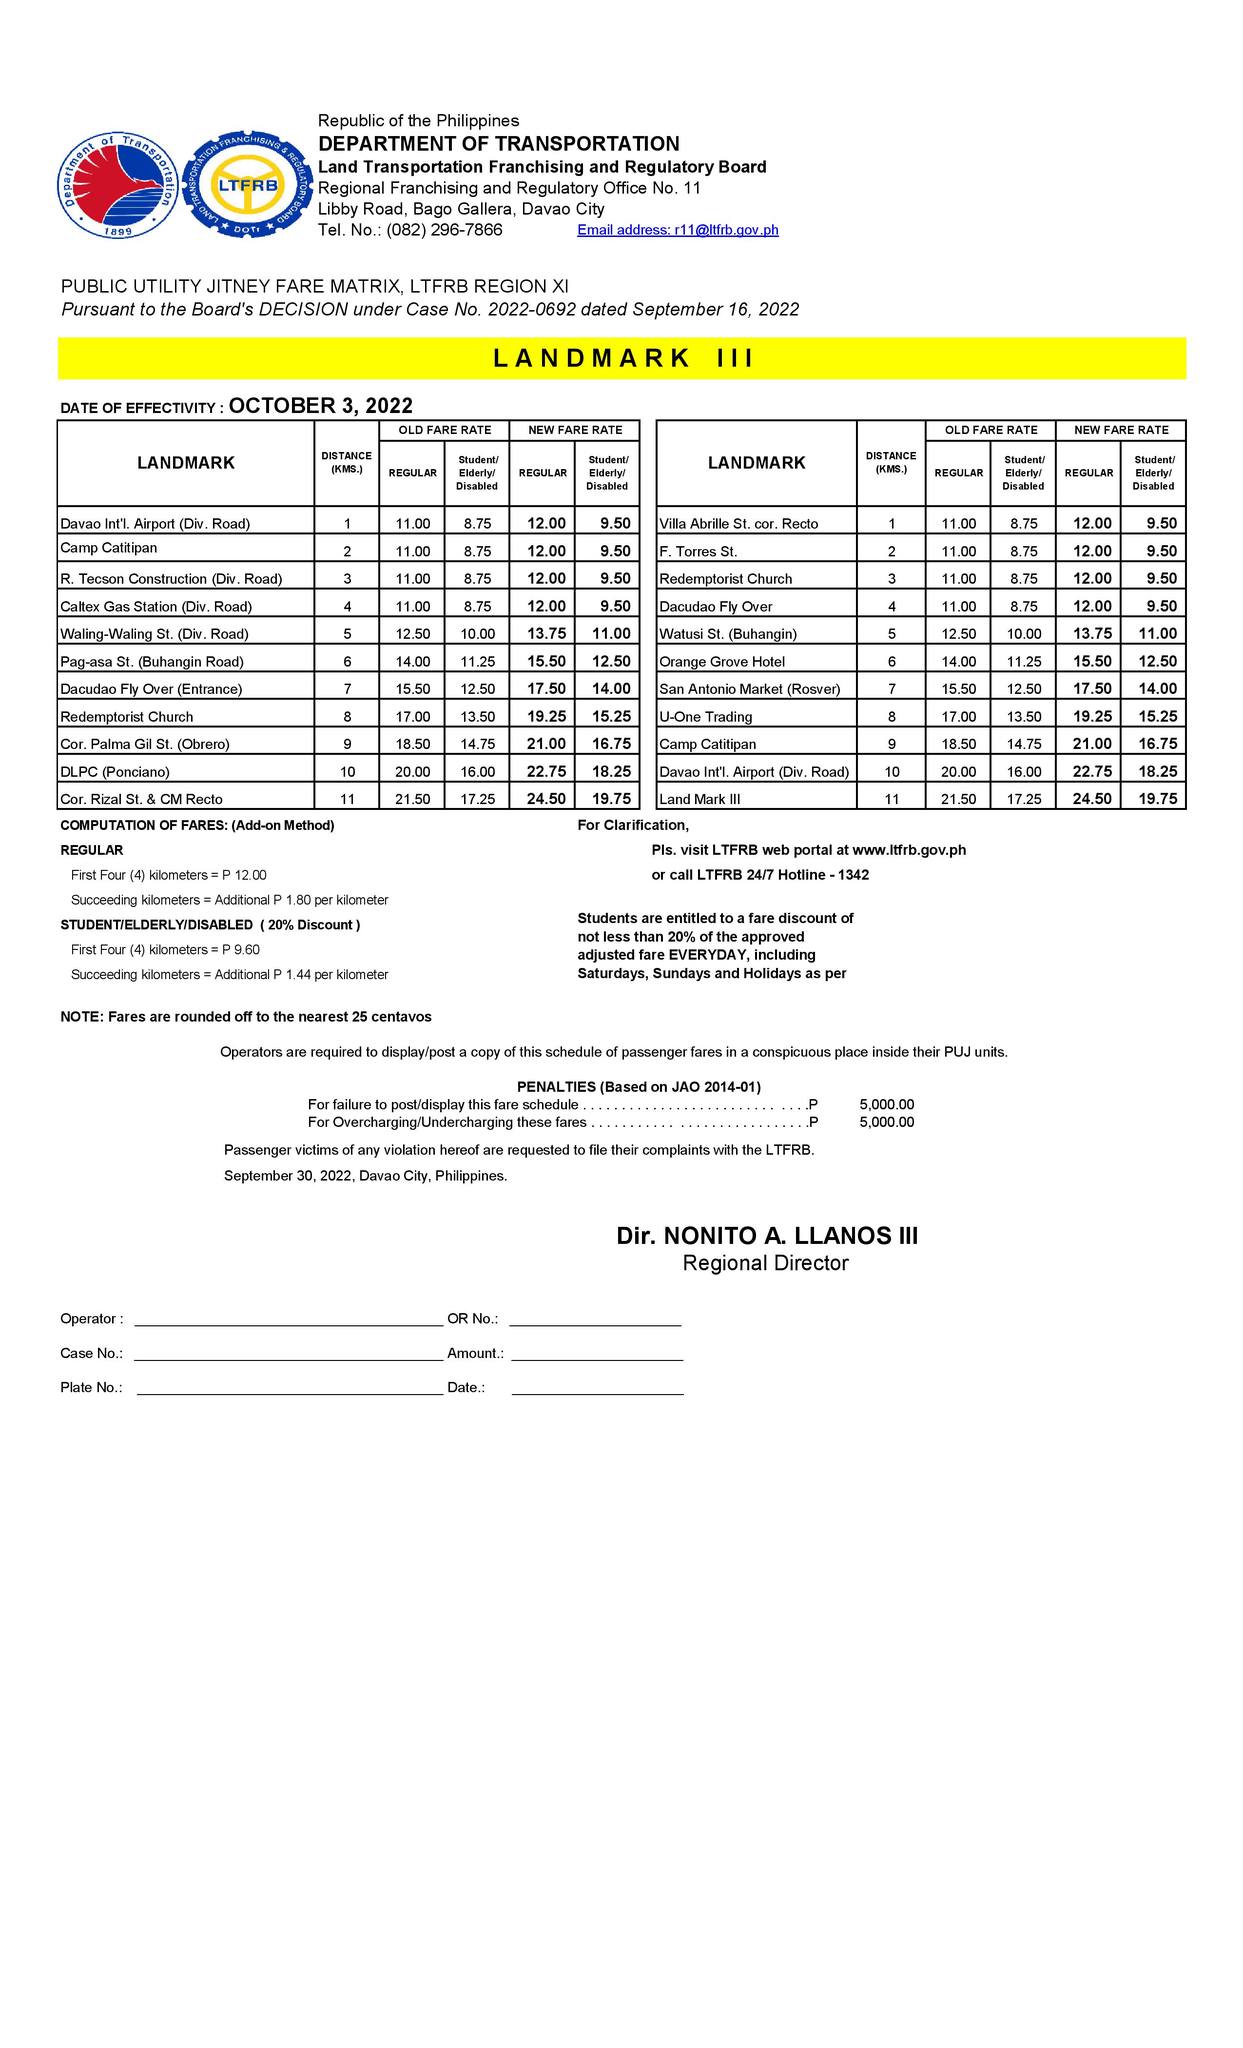 Republic of the Philippines
DEPARTMENT OF TRANSPORTATION
Land Transportation Franchising and Regulatory Board
Regional Franchising and Regulatory Office No. 11
Libby Road, Bago Gallera, Davao City
Tel. No.: (082) 296-7866 Email address: r11@ltfrb.gov.ph
Department of Transportation
1899
LAND TRANSPORTATION FRANCHISING & REGULATORY BOARD
LTFRB
DOTr
PUBLIC UTILITY JITNEY FARE MATRIX, LTFRB REGION XI
Pursuant to the Board's DECISION under Case No. 2022-0692 dated September 16, 2022
LANDMARK III
DATE OF EFFECTIVITY : OCTOBER 3, 2022
LANDMARK DISTANCE (KMS.) OLD FARE RATE NEW FARE RATE
REGULAR Student/ Elderly/ Disabled REGULAR Student/ Elderly/ Disabled
Davao Int'l. Airport (Div. Road) 1 11.00 8.75 12.00 9.50
Camp Catitipan 2 11.00 8.75 12.00 9.50
R. Tecson Construction (Div. Road) 3 11.00 8.75 12.00 9.50
Caltex Gas Station (Div. Road) 4 11.00 8.75 12.00 9.50
Waling-Waling St. (Div. Road) 5 12.50 10.00 13.75 11.00
Pag-asa St. (Buhangin Road) 6 14.00 11.25 15.50 12.50
Dacudao Fly Over (Entrance) 7 15.50 12.50 17.50 14.00
Redemptorist Church 8 17.00 13.50 19.25 15.25
Cor. Palma Gil St. (Obrero) 9 18.50 14.75 21.00 16.75
DLPC (Ponciano) 10 20.00 16.00 22.75 18.25
Cor. Rizal St. & CM Recto 11 21.50 17.25 24.50 19.75
LANDMARK DISTANCE (KMS.) OLD FARE RATE NEW FARE RATE
REGULAR Student/ Elderly/ Disabled REGULAR Student/ Elderly/ Disabled
Villa Abrille St. cor. Recto 1 11.00 8.75 12.00 9.50
F. Torres St. 2 11.00 8.75 12.00 9.50
Redemptorist Church 3 11.00 8.75 12.00 9.50
Dacudao Fly Over 4 11.00 8.75 12.00 9.50
Watusi St. (Buhangin) 5 12.50 10.00 13.75 11.00
Orange Grove Hotel 6 14.00 11.25 15.50 12.50
San Antonio Market (Rosver) 7 15.50 12.50 17.50 14.00
U-One Trading 8 17.00 13.50 19.25 15.25
Camp Catitipan 9 18.50 14.75 21.00 16.75
Davao Int'l. Airport (Div. Road) 10 20.00 16.00 22.75 18.25
Land Mark III 11 21.50 17.25 24.50 19.75
COMPUTATION OF FARES: (Add-on Method)
REGULAR
First Four (4) kilometers = P 12.00
Succeeding kilometers = Additional P 1.80 per kilometer
STUDENT/ELDERLY/DISABLED ( 20% Discount )
First Four (4) kilometers = P 9.60
Succeeding kilometers = Additional P 1.44 per kilometer
For Clarification,
Pls. visit LTFRB web portal at www.ltfrb.gov.ph
or call LTFRB 24/7 Hotline - 1342
Students are entitled to a fare discount of
not less than 20% of the approved
adjusted fare EVERYDAY, including
Saturdays, Sundays and Holidays as per
NOTE: Fares are rounded off to the nearest 25 centavos
Operators are required to display/post a copy of this schedule of passenger fares in a conspicuous place inside their PUJ units.
PENALTIES (Based on JAO 2014-01)
For failure to post/display this fare schedule . . . . . . . . . . . . . . . . . . . . . . . . . . . . .P 5,000.00
For Overcharging/Undercharging these fares . . . . . . . . . . . . . . . . . . . . . . . . . . . .P 5,000.00
Passenger victims of any violation hereof are requested to file their complaints with the LTFRB.
September 30, 2022, Davao City, Philippines.
Dir. NONITO A. LLANOS III
Regional Director
Operator : OR No.:
Case No.: Amount.:
Plate No.: Date.: